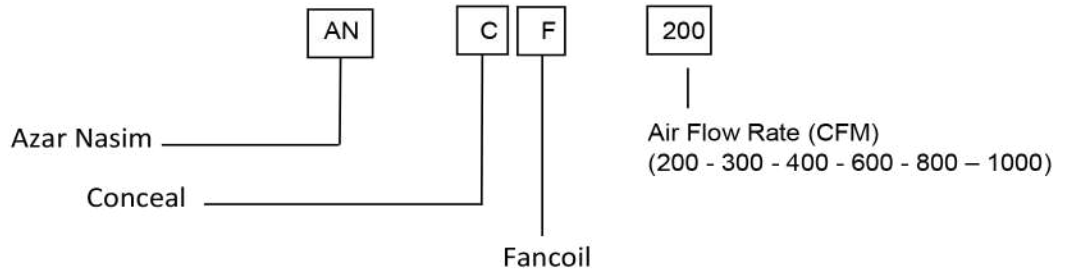 AN C F 200
Azar Nasim
Air Flow Rate (CFM)
(200 - 300 - 400 - 600 - 800 – 1000)
Conceal
Fancoil